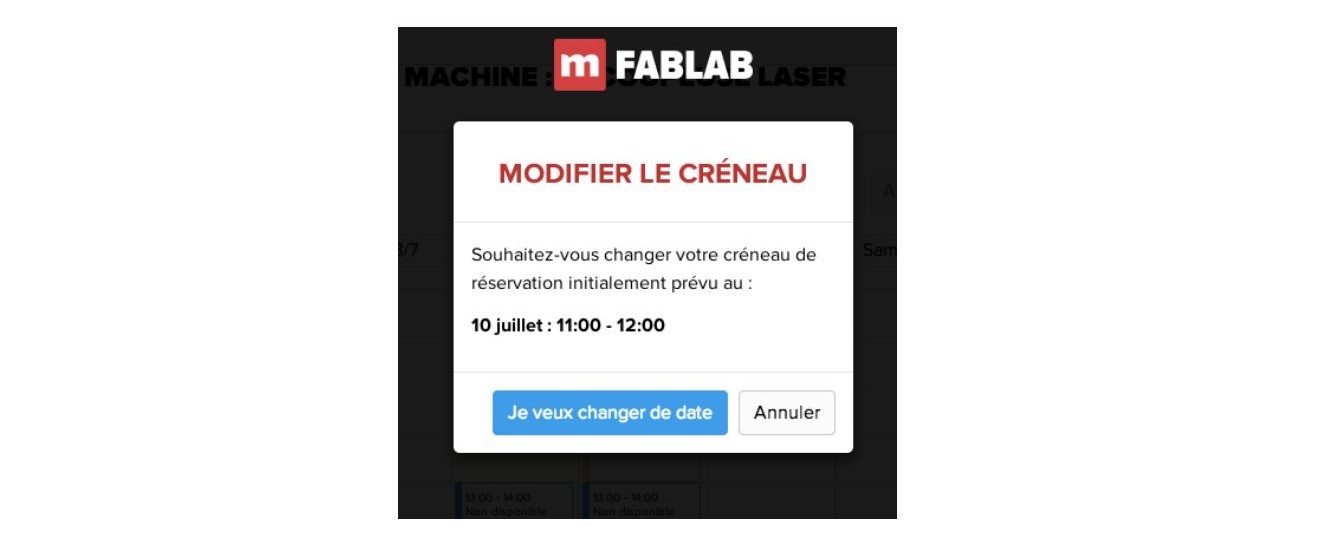 m FABLAB
MACHINE : LASER
MODIFIER LE CRÉNEAU
A
3/7
Sam
Souhaitez-vous changer votre créneau de
réservation initialement prévu au :
10 juillet : 11:00 - 12:00
Je veux changer de date
Annuler
13:00 - 14:00
Non disponible
13:00 - 14:00
Non disponible